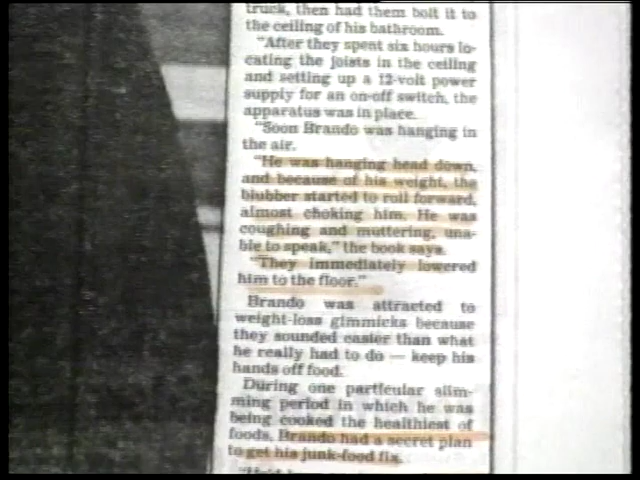 truck, then had them bolt it to
the ceiling of his bathroom.
"After they spent six hours lo-
cating the joists in the ceiling
and setting up a 12-volt power
supply for an on-off switch, the
apparatus was in place.
"Soon Brando was hanging in
the air.
"He was hanging head down,
and because of his weight, the
blubber started to roll forward,
almost choking him. He was
coughing and muttering, una-
ble to speak," the book says.
"They immediately lowered
him to the floor."
Brando was attracted to
weight-loss gimmicks because
they sounded easier than what
he really had to do — keep his
hands off food.
During one particular slim-
ming period in which he was
being cooked the healthiest of
foods, Brando had a secret plan
to get his junk-food fix.